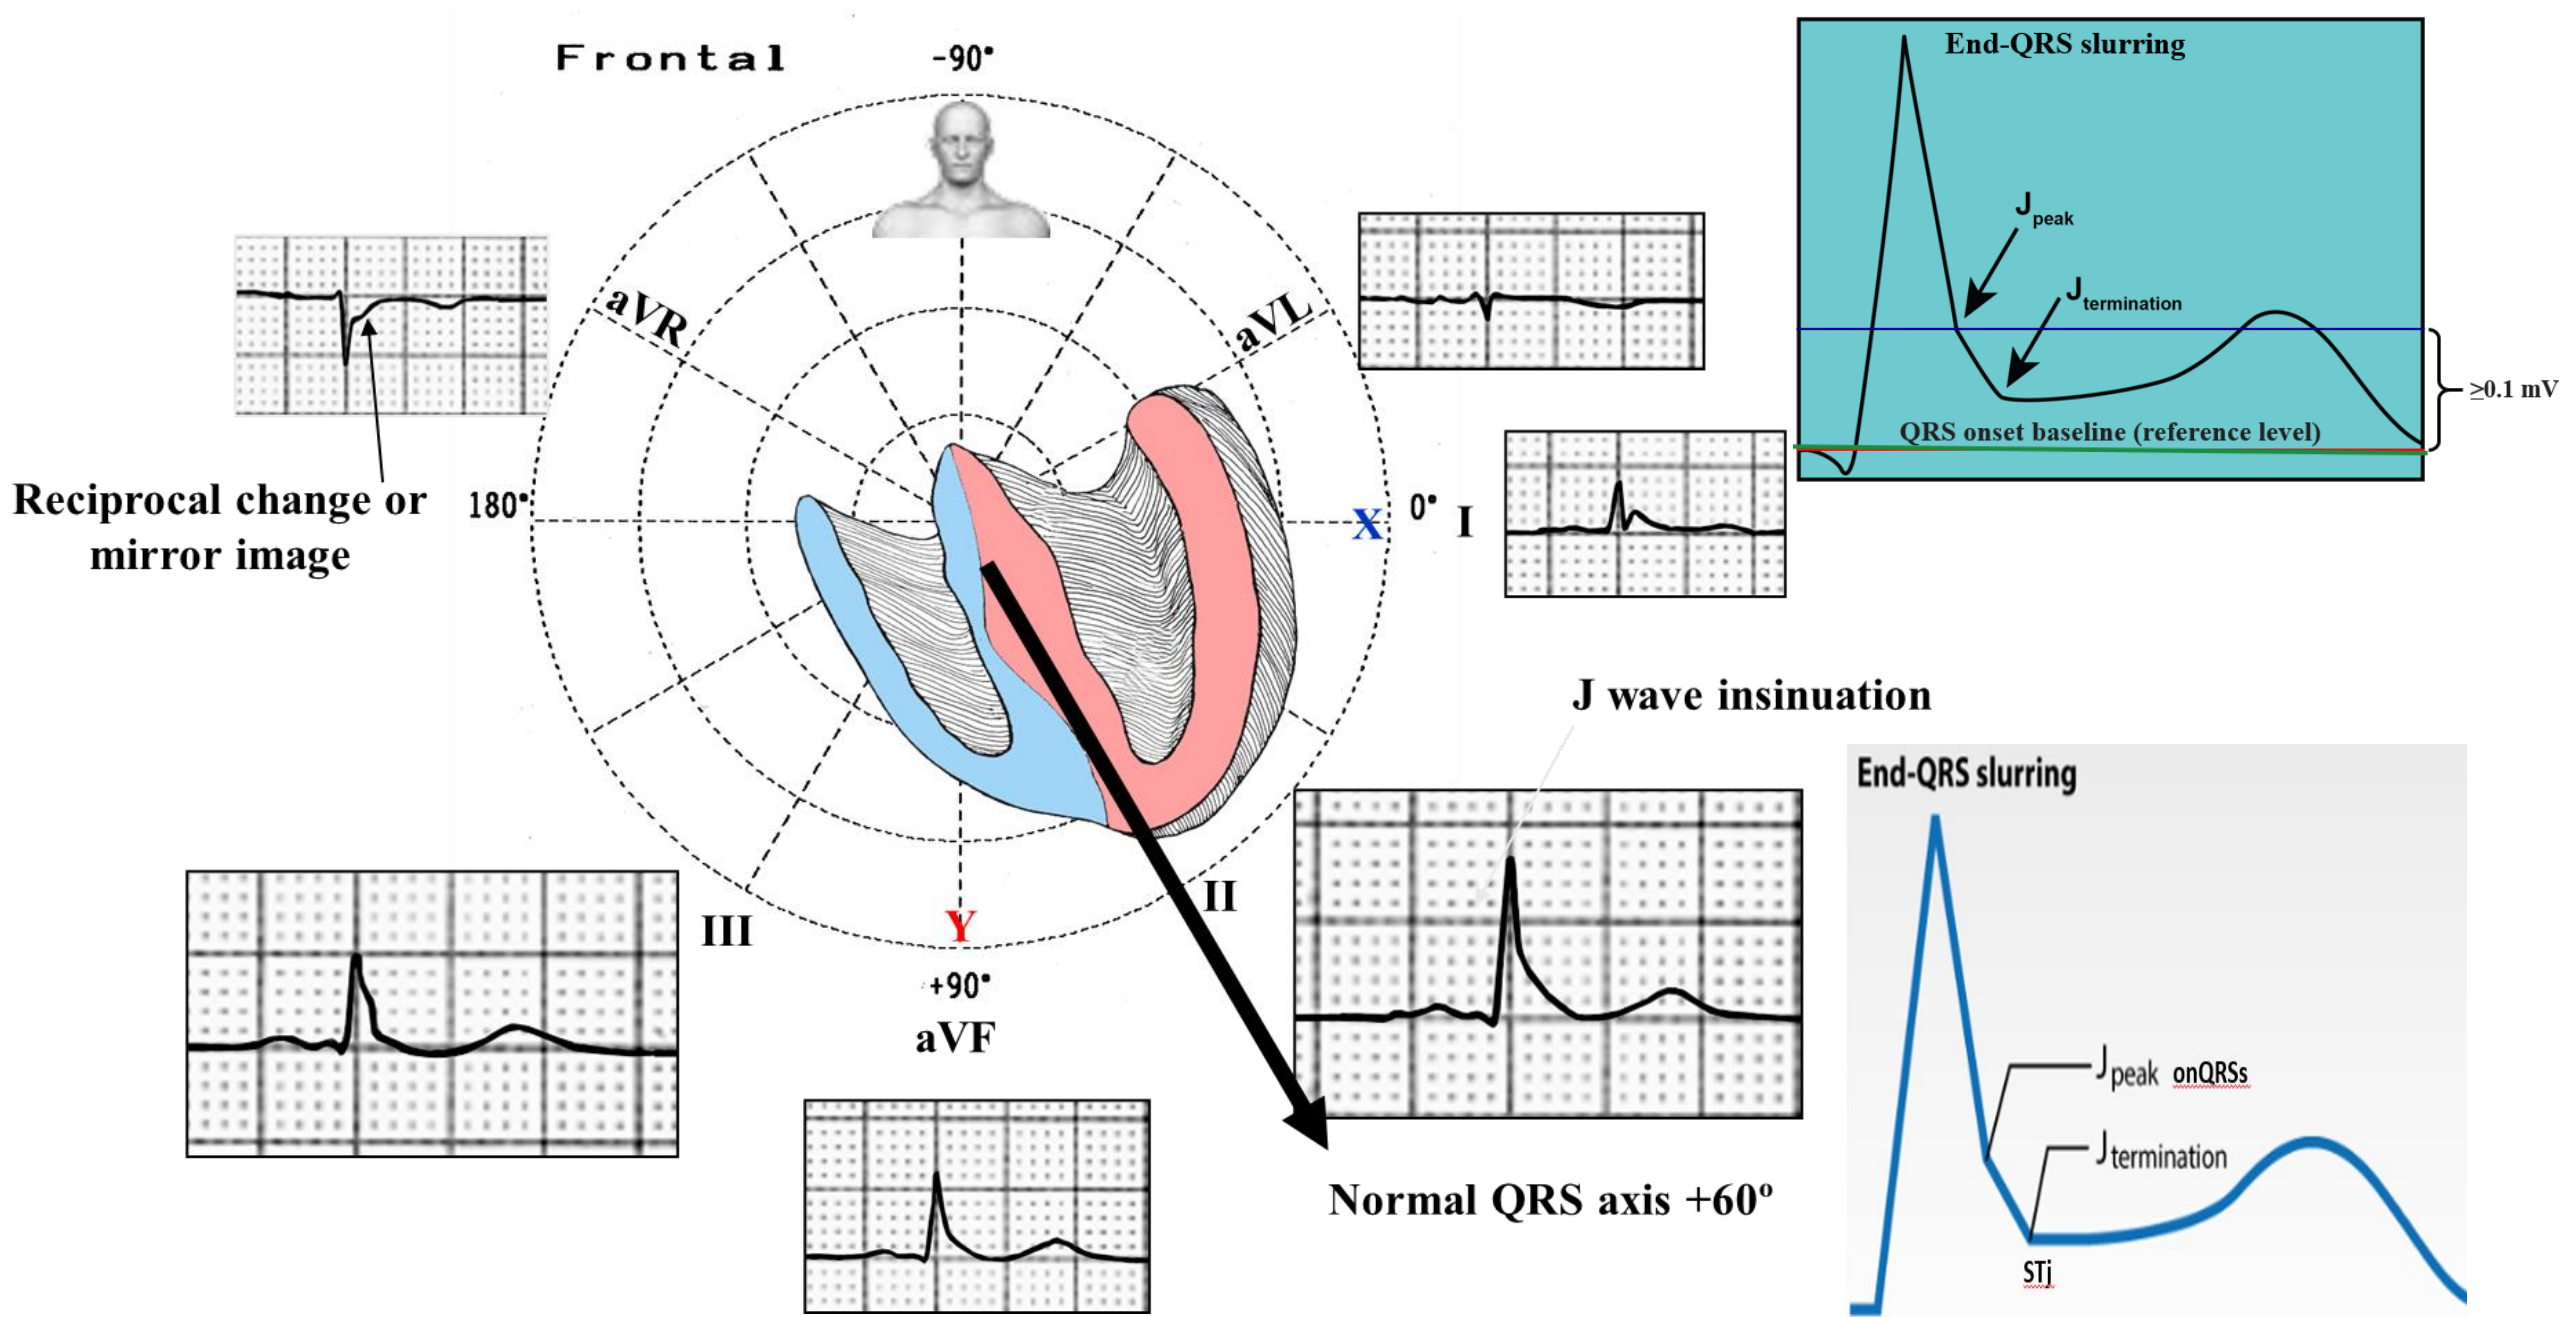 Frontal
-90°
End-QRS slurring
J peak
J termination
≥0.1 mV
QRS onset baseline (reference level)
aVR
aVL
Reciprocal change or
mirror image
180°
X
0°
I
J wave insinuation
End-QRS slurring
J peak onQRSs
J termination
STj
III
Y
II
+90°
aVF
Normal QRS axis +60º